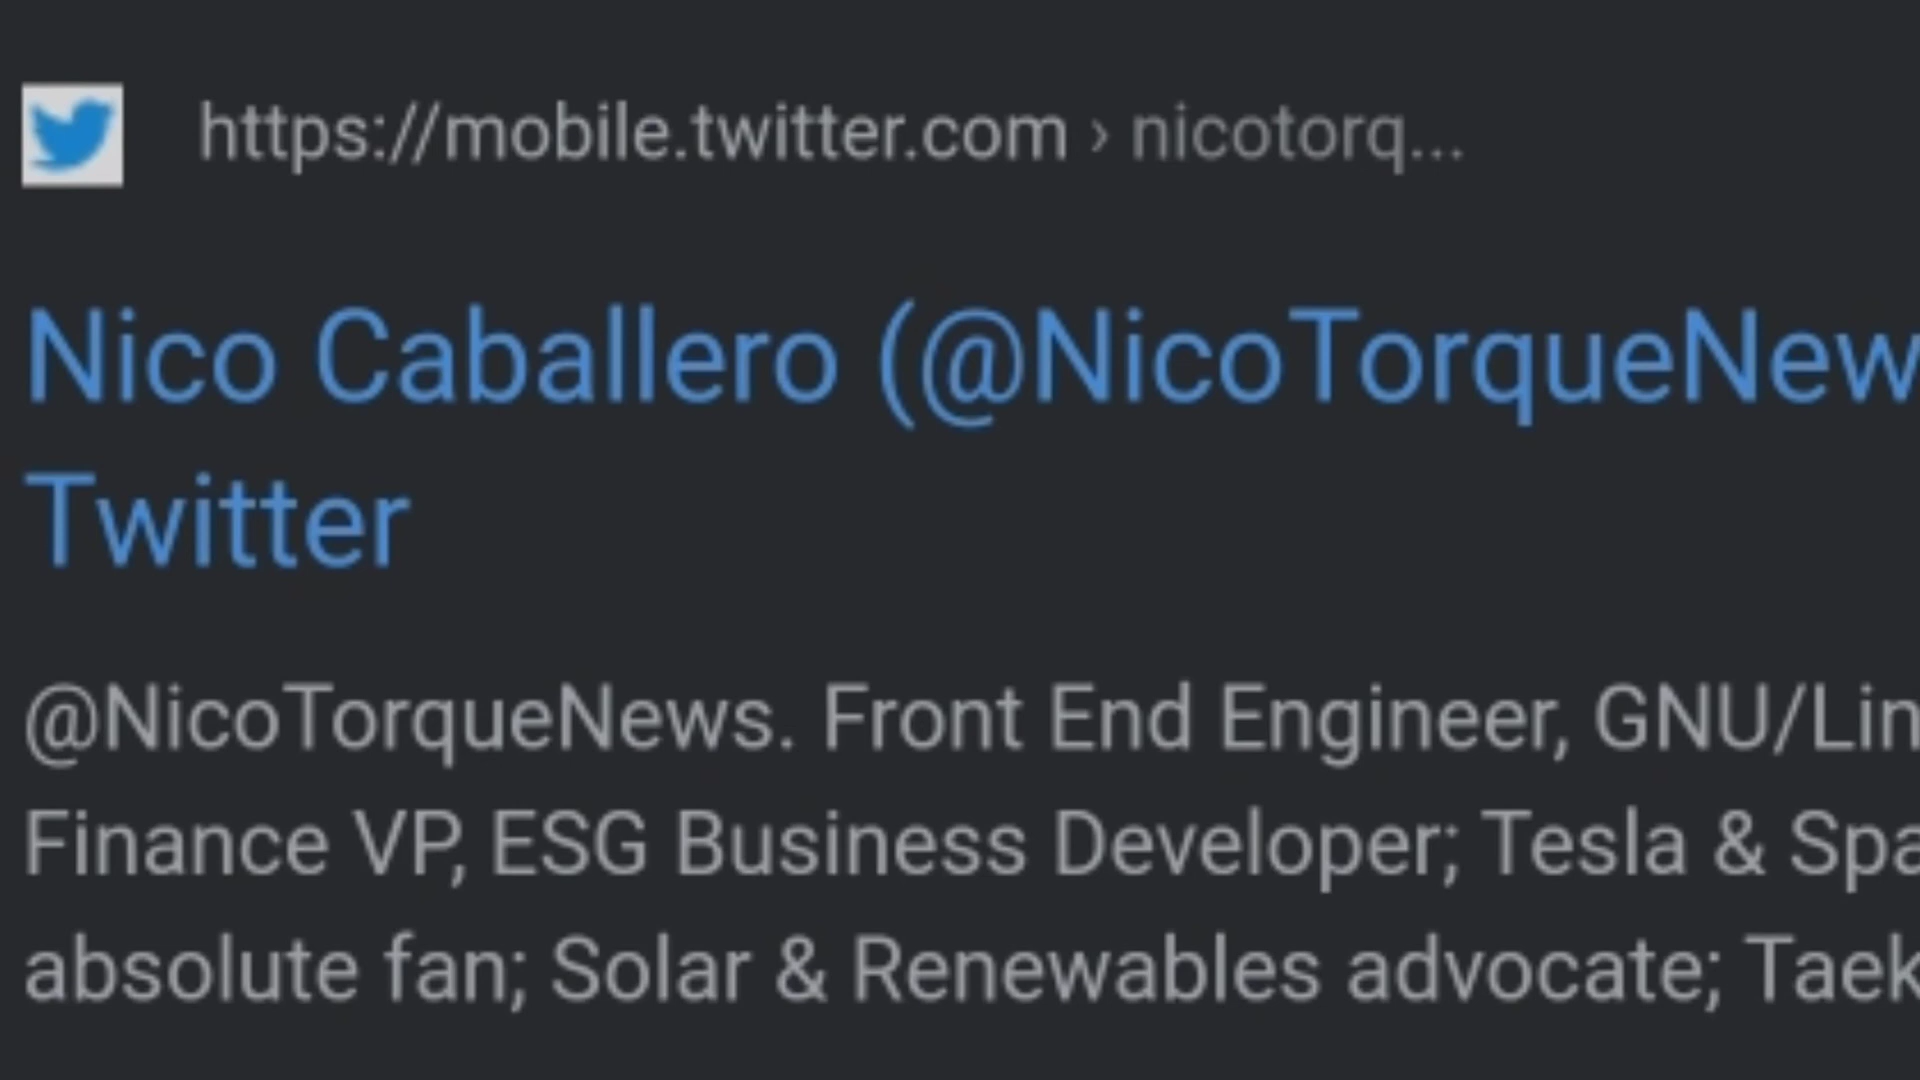 https://mobile.twitter.com › nicotorq...
Nico Caballero (@NicoTorqueNew
Twitter
@NicoTorqueNews. Front End Engineer, GNU/Lin
Finance VP, ESG Business Developer; Tesla & Spa
absolute fan; Solar & Renewables advocate; Taek